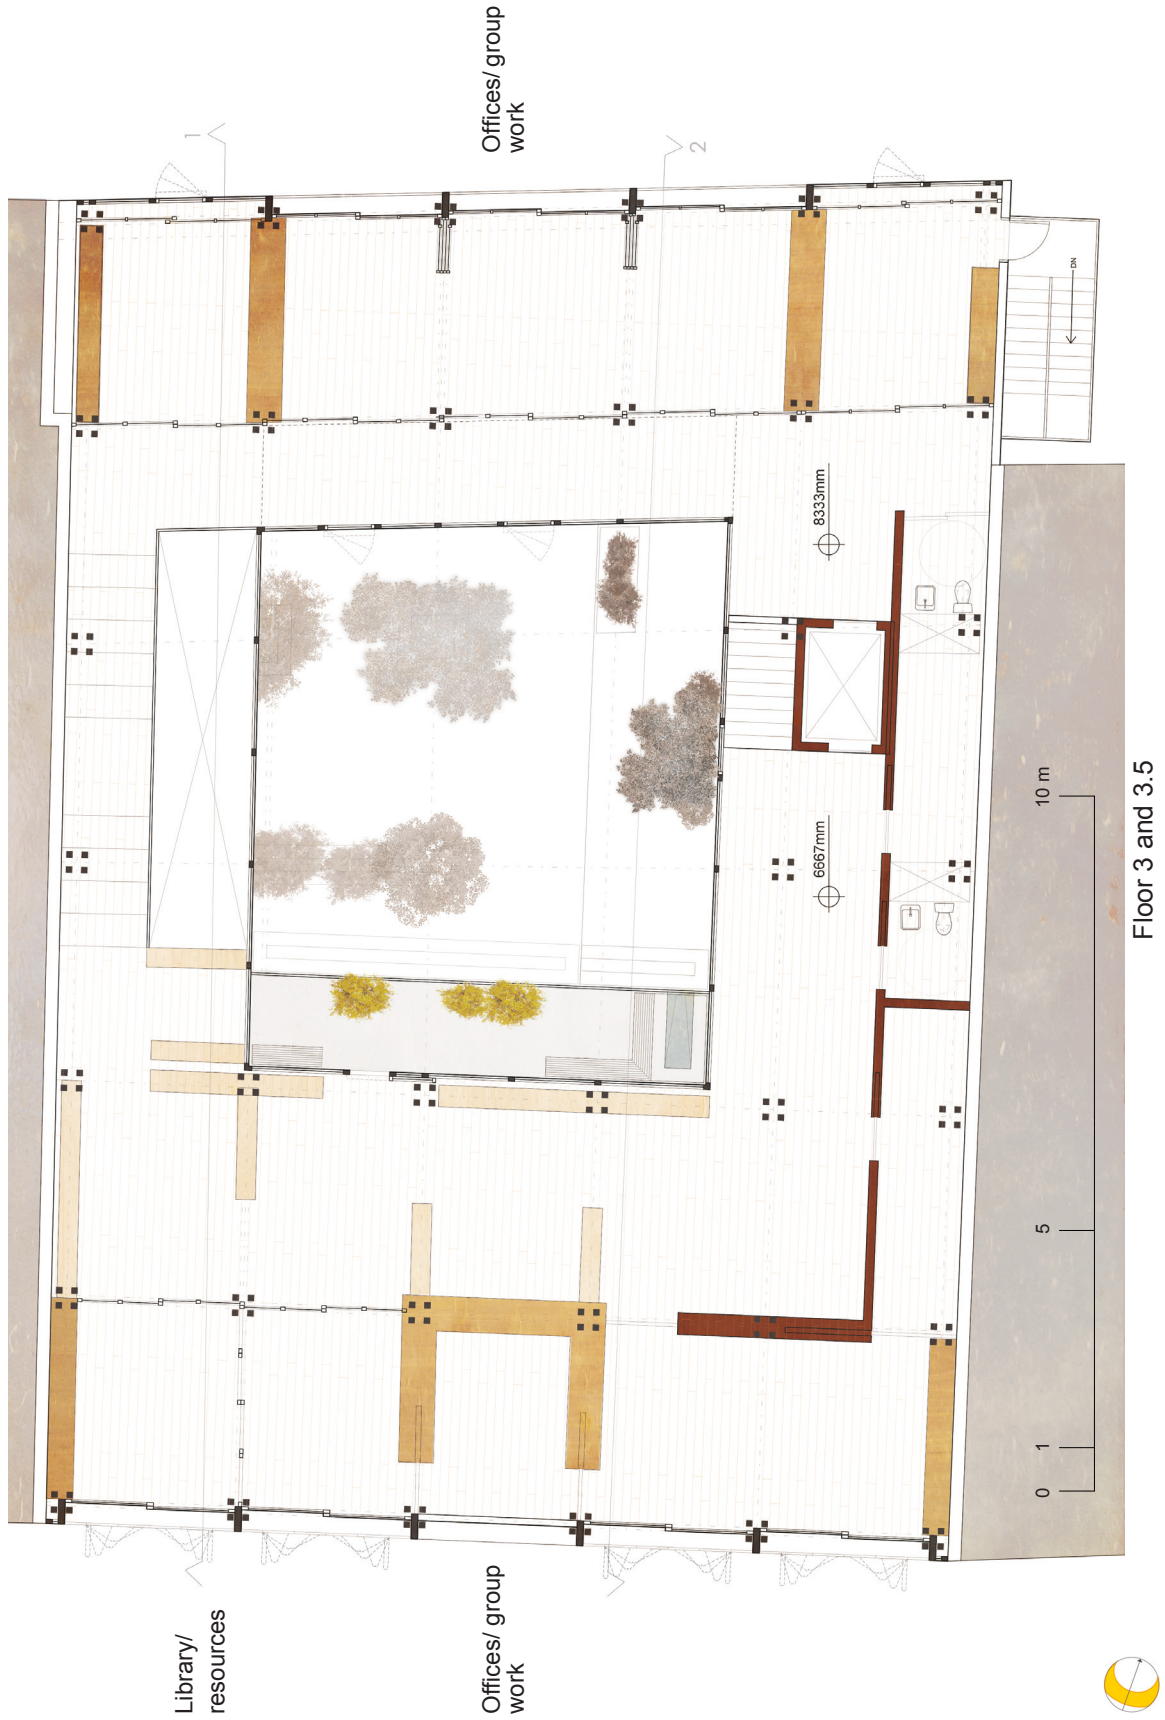 Offices/ group
work
1
2
DN
8333mm
6667mm
10 m
5
1
0
Floor 3 and 3.5
Library/
resources
Offices/ group
work